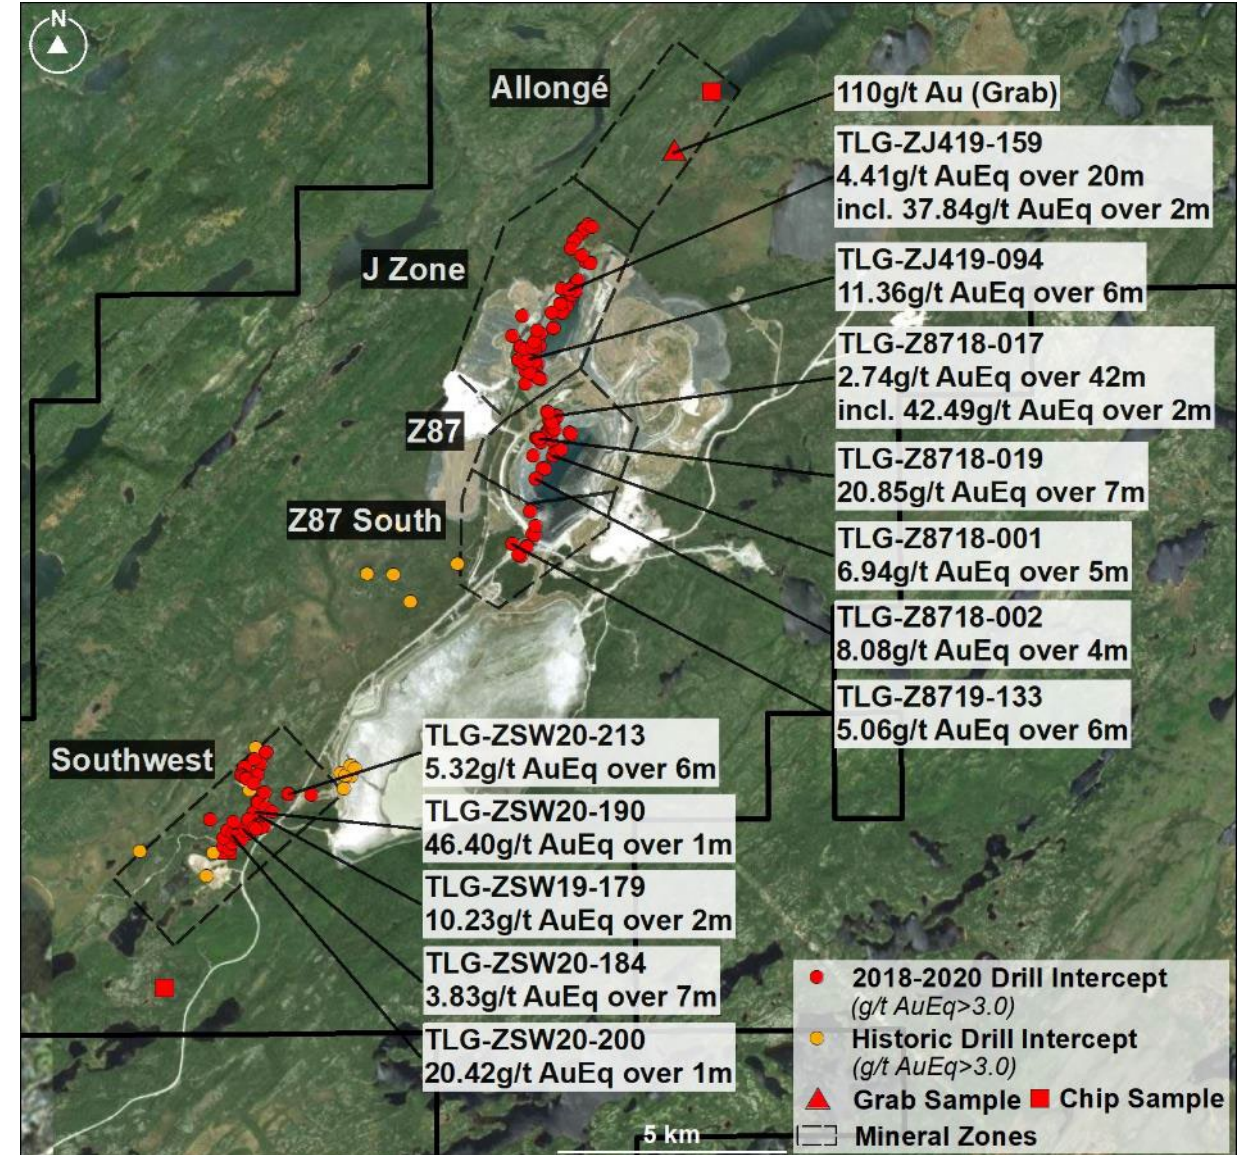 N
Allongé
110g/t Au (Grab)
TLG-ZJ419-159
4.41g/t AuEq over 20m
incl. 37.84g/t AuEq over 2m
J Zone
TLG-ZJ419-094
11.36g/t AuEq over 6m
TLG-Z8718-017
2.74g/t AuEq over 42m
incl. 42.49g/t AuEq over 2m
Z87
TLG-Z8718-019
20.85g/t AuEq over 7m
Z87 South
TLG-Z8718-001
6.94g/t AuEq over 5m
TLG-Z8718-002
8.08g/t AuEq over 4m
TLG-Z8719-133
5.06g/t AuEq over 6m
Southwest
TLG-ZSW20-213
5.32g/t AuEq over 6m
TLG-ZSW20-190
46.40g/t AuEq over 1m
TLG-ZSW19-179
10.23g/t AuEq over 2m
TLG-ZSW20-184
3.83g/t AuEq over 7m
TLG-ZSW20-200
20.42g/t AuEq over 1m
2018-2020 Drill Intercept
(g/t AuEq>3.0)
Historic Drill Intercept
(g/t AuEq>3.0)
Grab Sample Chip Sample
Mineral Zones
5 km